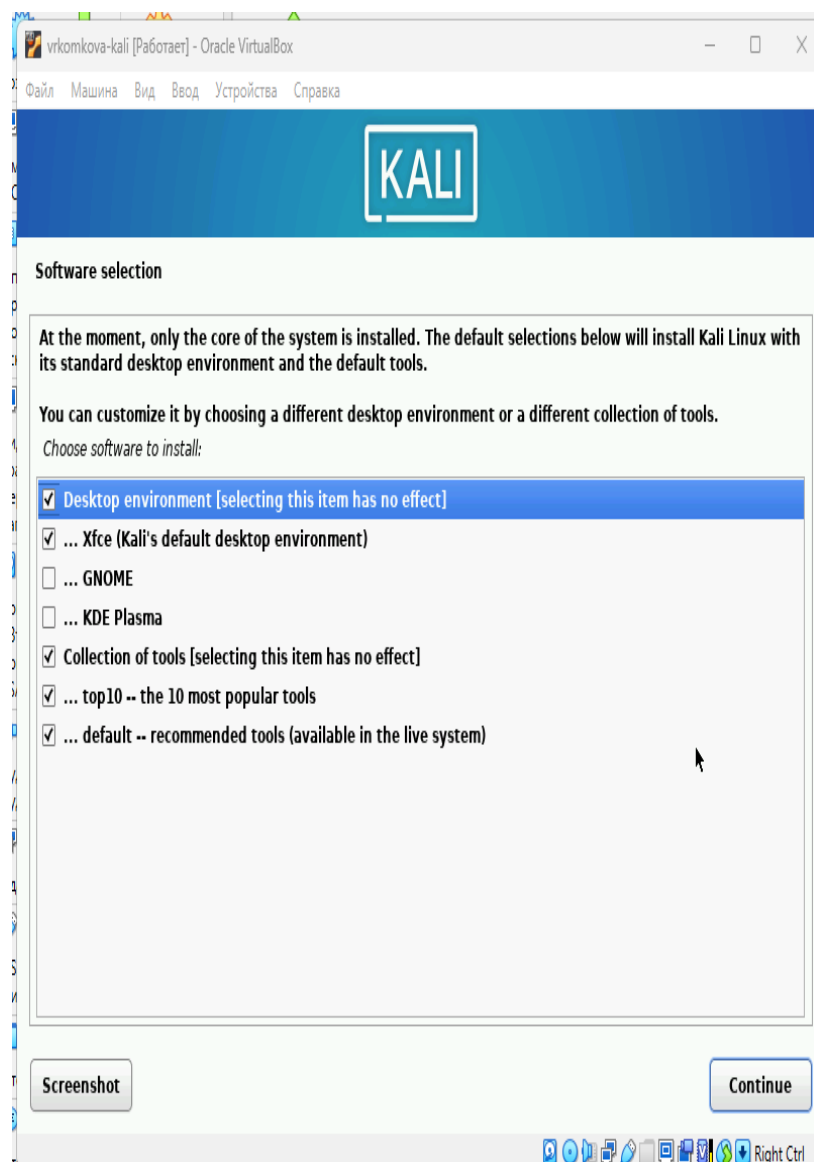 vrkomkova-kali [Работает] - Oracle VirtualBox
Файл Машина Вид Ввод Устройства Справка
KALI
Software selection
At the moment, only the core of the system is installed. The default selections below will install Kali Linux with
its standard desktop environment and the default tools.
You can customize it by choosing a different desktop environment or a different collection of tools.
Choose software to install:
Desktop environment [selecting this item has no effect]
... Xfce (Kali's default desktop environment)
... GNOME
... KDE Plasma
Collection of tools [selecting this item has no effect]
... top10 -- the 10 most popular tools
... default -- recommended tools (available in the live system)
Screenshot Continue
Right Ctrl